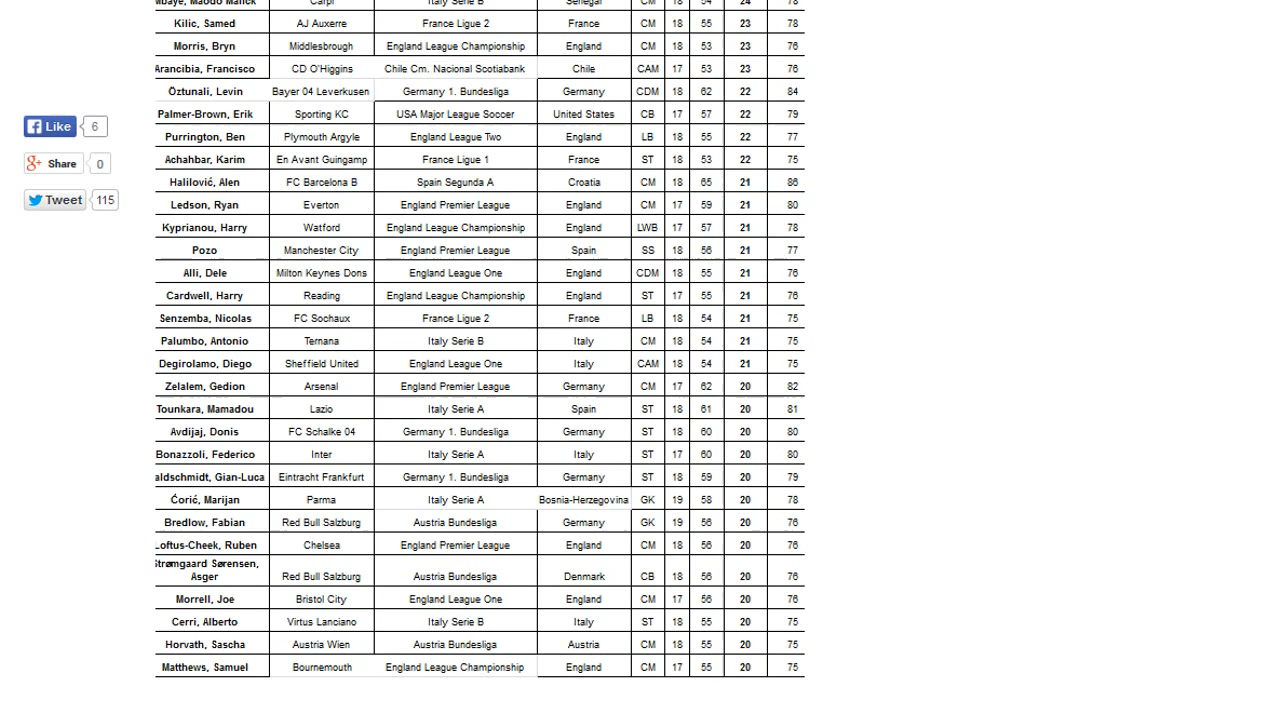 Mbaye, Maodo Malick Carpi Italy Serie B Senegal CM 18 54 24 78
Kilic, Samed AJ Auxerre France Ligue 2 France CM 18 55 23 78
Morris, Bryn Middlesbrough England League Championship England CM 18 53 23 76
Arancibia, Francisco CD O'Higgins Chile Cm. Nacional Scotiabank Chile CAM 17 53 23 76
Öztunali, Levin Bayer 04 Leverkusen Germany 1. Bundesliga Germany CDM 18 62 22 84
Palmer-Brown, Erik Sporting KC USA Major League Soccer United States CB 17 57 22 79
Like 6
Purrington, Ben Plymouth Argyle England League Two England LB 18 55 22 77
Achahbar, Karim En Avant Guingamp France Ligue 1 France ST 18 53 22 75
Share 0
Halilović, Alen FC Barcelona B Spain Segunda A Croatia CM 18 65 21 86
Tweet 115
Ledson, Ryan Everton England Premier League England CM 17 59 21 80
Kyprianou, Harry Watford England League Championship England LWB 17 57 21 78
Pozo Manchester City England Premier League Spain SS 18 56 21 77
Alli, Dele Milton Keynes Dons England League One England CDM 18 55 21 76
Cardwell, Harry Reading England League Championship England ST 17 55 21 76
Senzemba, Nicolas FC Sochaux France Ligue 2 France LB 18 54 21 75
Palumbo, Antonio Ternana Italy Serie B Italy CM 18 54 21 75
Degirolamo, Diego Sheffield United England League One Italy CAM 18 54 21 75
Zelalem, Gedion Arsenal England Premier League Germany CM 17 62 20 82
Tounkara, Mamadou Lazio Italy Serie A Spain ST 18 61 20 81
Avdijaj, Donis FC Schalke 04 Germany 1. Bundesliga Germany ST 18 60 20 80
Bonazzoli, Federico Inter Italy Serie A Italy ST 17 60 20 80
aldschmidt, Gian-Luca Eintracht Frankfurt Germany 1. Bundesliga Germany ST 18 59 20 79
Ćorić, Marijan Parma Italy Serie A Bosnia-Herzegovina GK 19 58 20 78
Bredlow, Fabian Red Bull Salzburg Austria Bundesliga Germany GK 19 56 20 76
Loftus-Cheek, Ruben Chelsea England Premier League England CM 18 56 20 76
Strømgaard Sørensen,
Asger Red Bull Salzburg Austria Bundesliga Denmark CB 18 56 20 76
Morrell, Joe Bristol City England League One England CM 17 56 20 76
Cerri, Alberto Virtus Lanciano Italy Serie B Italy ST 18 55 20 75
Horvath, Sascha Austria Wien Austria Bundesliga Austria CM 18 55 20 75
Matthews, Samuel Bournemouth England League Championship England CM 17 55 20 75